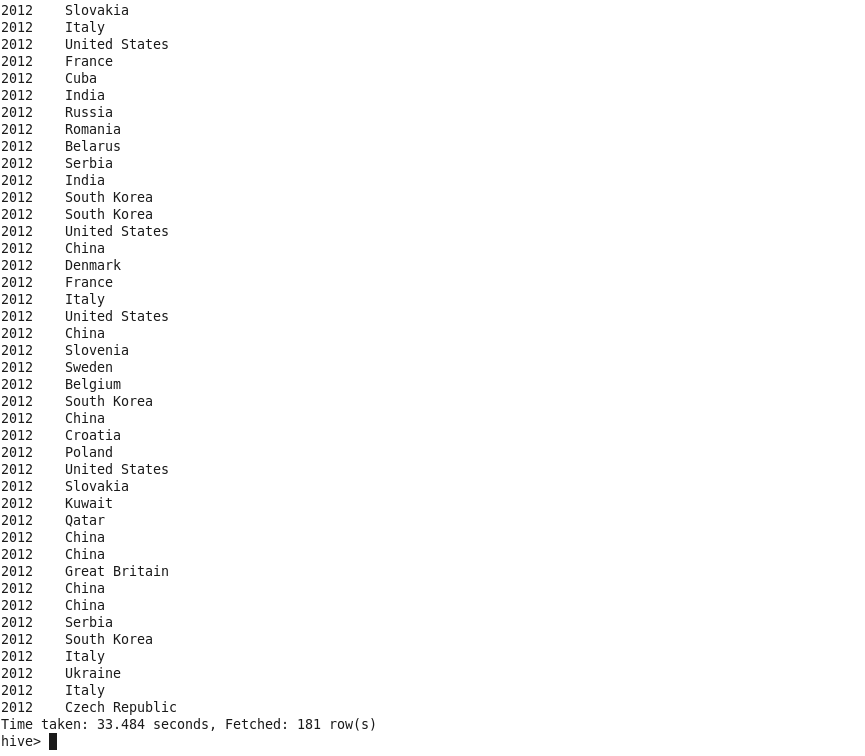 2012    Slovakia
2012    Italy
2012    United States
2012    France
2012    Cuba
2012    India
2012    Russia
2012    Romania
2012    Belarus
2012    Serbia
2012    India
2012    South Korea
2012    South Korea
2012    United States
2012    China
2012    Denmark
2012    France
2012    Italy
2012    United States
2012    China
2012    Slovenia
2012    Sweden
2012    Belgium
2012    South Korea
2012    China
2012    Croatia
2012    Poland
2012    United States
2012    Slovakia
2012    Kuwait
2012    Qatar
2012    China
2012    China
2012    Great Britain
2012    China
2012    China
2012    Serbia
2012    South Korea
2012    Italy
2012    Ukraine
2012    Italy
2012    Czech Republic
Time taken: 33.484 seconds, Fetched: 181 row(s)
hive>